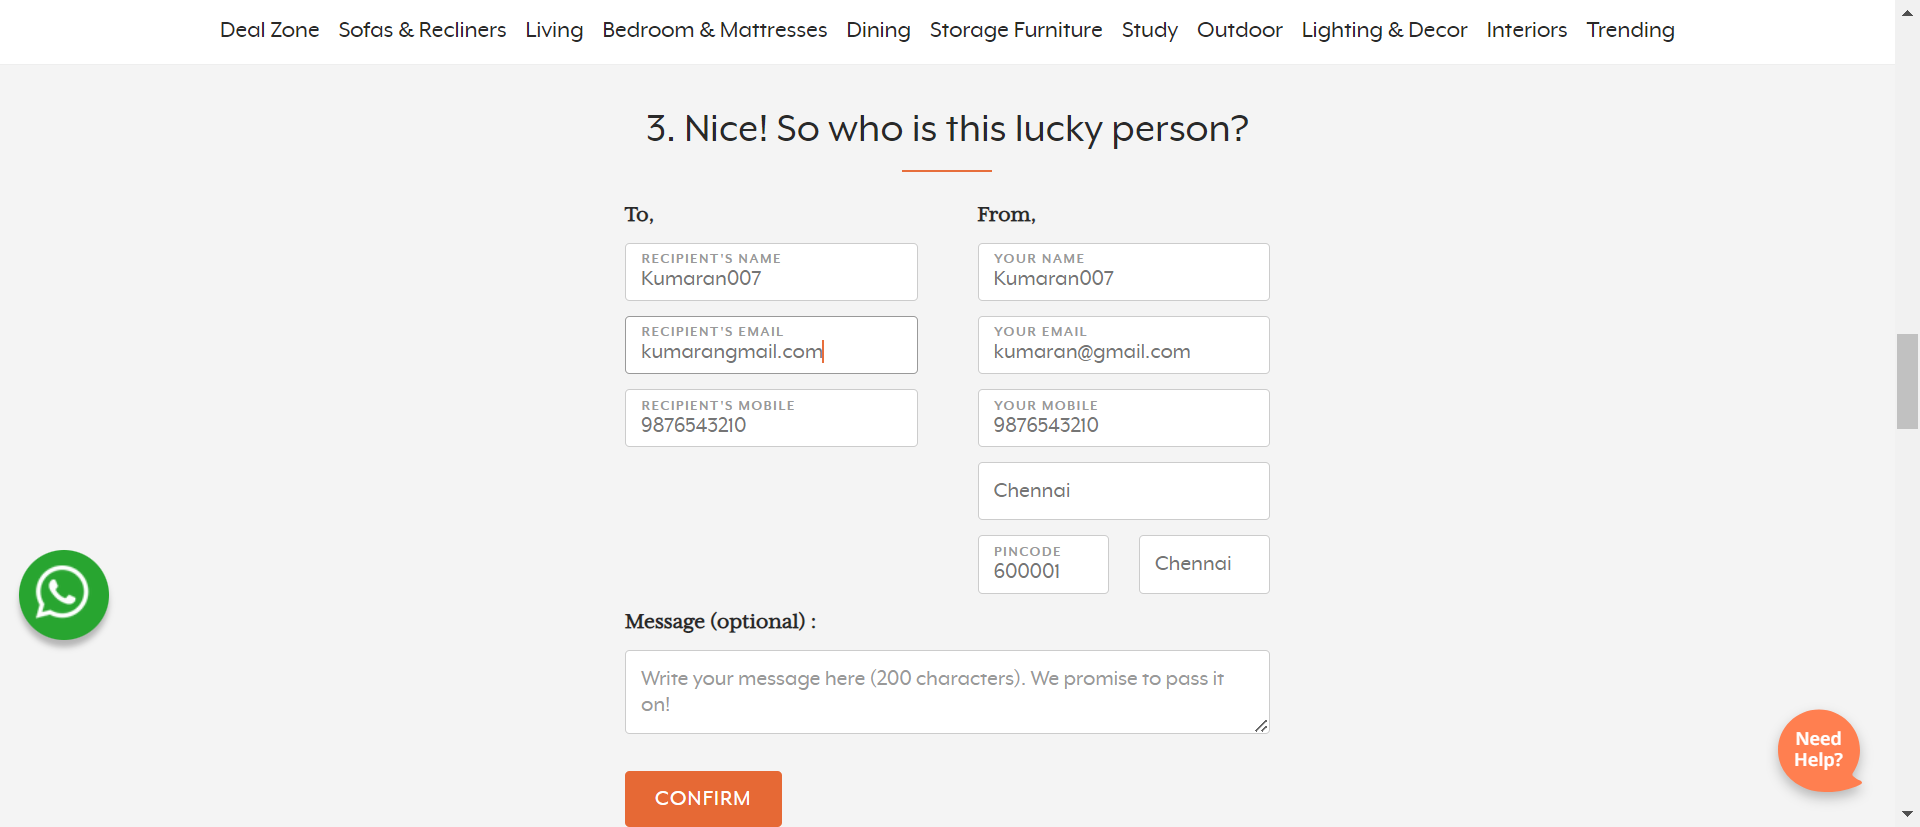 Deal Zone Sofas & Recliners Living Bedroom & Mattresses Dining Storage Furniture Study Outdoor Lighting & Decor Interiors Trending
3. Nice! So who is this lucky person?
To,
RECIPIENT'S NAME
Kumaran007
RECIPIENT'S EMAIL
kumarangmail.com
RECIPIENT'S MOBILE
9876543210
From,
YOUR NAME
Kumaran007
YOUR EMAIL
kumaran@gmail.com
YOUR MOBILE
9876543210
Chennai
PINCODE
600001
Chennai
Message (optional) :
Write your message here (200 characters). We promise to pass it
on!
CONFIRM
Need
Help?